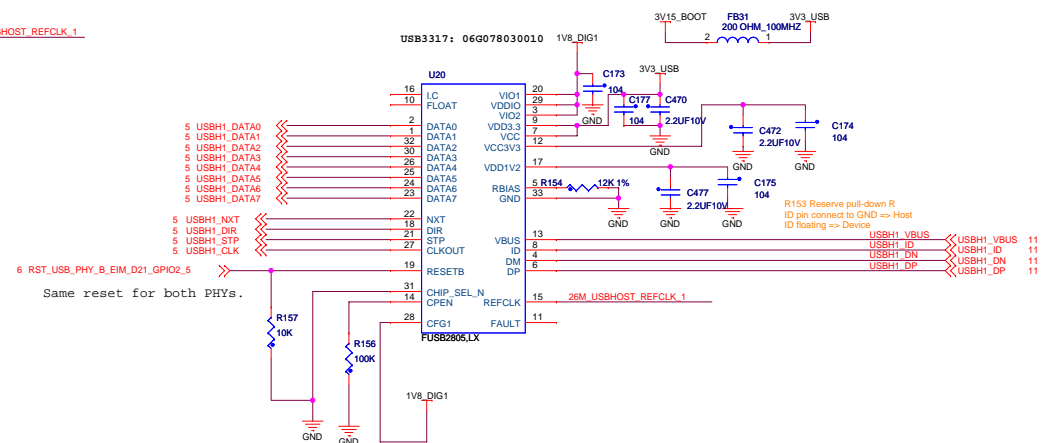 HOST_REFCLK_1
USB3317: 06G078030010
1V8_DIG1
3V15_BOOT
FB31
200 OHM_100MHZ
3V3_USB
2
1
U20
C173
104
3V3_USB
C177
104
C470
2.2UF10V
C472
2.2UF10V
C174
104
GND
GND
GND
16 I.C
10 FLOAT
VIO1 20
VDDIO 29
VIO2 3
VDD3.3 9
VCC 7
VCC3V3 12
5 USBH1_DATA0 2 DATA0
5 USBH1_DATA1 1 DATA1
5 USBH1_DATA2 32 DATA2
5 USBH1_DATA3 30 DATA3
5 USBH1_DATA4 26 DATA4
5 USBH1_DATA5 25 DATA5
5 USBH1_DATA6 24 DATA6
5 USBH1_DATA7 23 DATA7
VDD1V2 17
RBIAS 5
R154
12K 1%
GND 33
C477
2.2UF10V
C175
104
GND
GND
R153 Reserve pull-down R
ID pin connect to GND => Host
ID floating => Device
5 USBH1_NXT 22 NXT
5 USBH1_DIR 18 DIR
5 USBH1_STP 21 STP
5 USBH1_CLK 27 CLKOUT
VBUS 13 USBH1_VBUS USBH1_VBUS 11
ID 8 USBH1_ID USBH1_ID 11
DM 4 USBH1_DN USBH1_DN 11
DP 6 USBH1_DP USBH1_DP 11
6 RST_USB_PHY_B_EIM_D21_GPIO2_5 19 RESETB
Same reset for both PHYs.
31 CHIP_SEL_N
14 CPEN
REFCLK 15 26M_USBHOST_REFCLK_1
28 CFG1
FAULT 11
FUSB2805,LX
R157
10K
R156
100K
1V8_DIG1
GND
GND